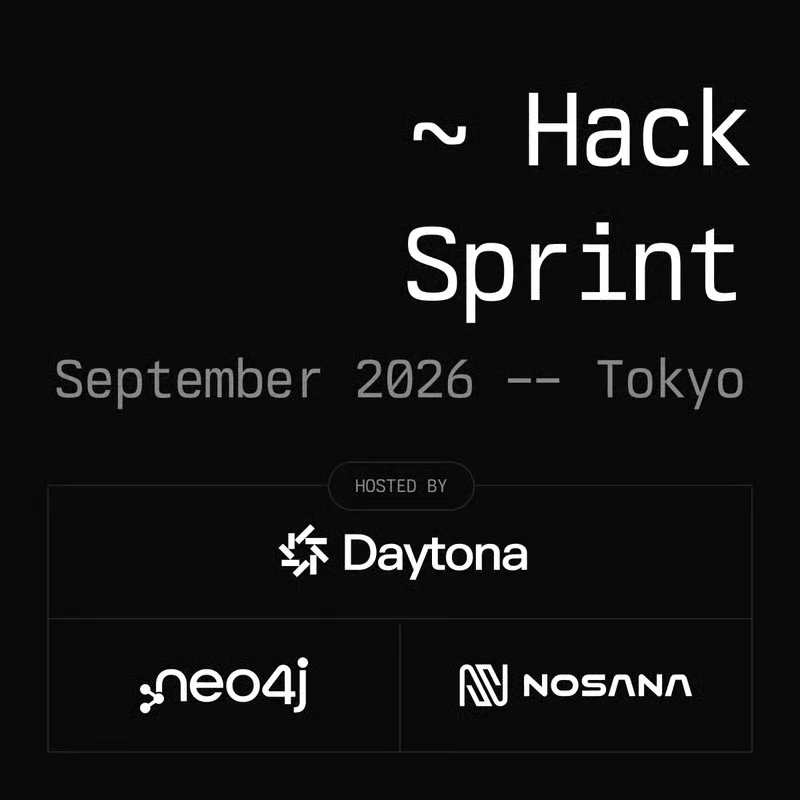 ~ Hack
Sprint
September 2026 -- Tokyo
HOSTED BY
Daytona
neo4j
NOSANA